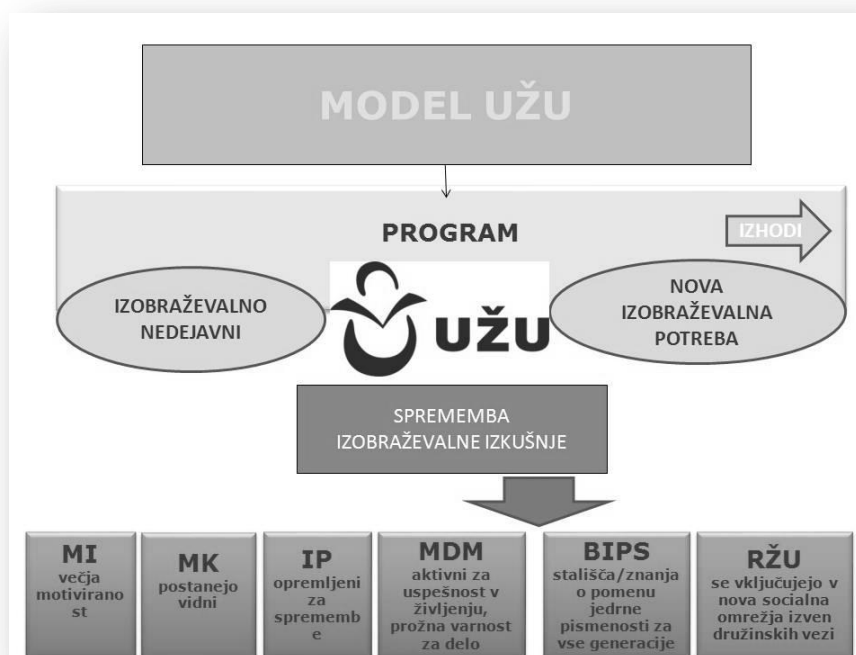 MODEL UŽU
PROGRAM
IZHODI
IZOBRAŽEVALNO
NEDEJAVNI
UŽU
NOVA
IZOBRAŽEVALNA
POTREBA
SPREMEMBA
IZOBRAŽEVALNE IZKUŠNJE
MI
večja
motivirano
st
MK
postanejo
vidni
IP
opremljeni
za
spremembe
e
MDM
aktivni za
uspešnost v
življenju,
prožna varnost
za delo
BIPS
stališča/znanja
o pomenu
jedrne
pismenosti za
vse generacije
RŽU
se vključujejo v
nova socialna
omrežja izven
družinskih vezi